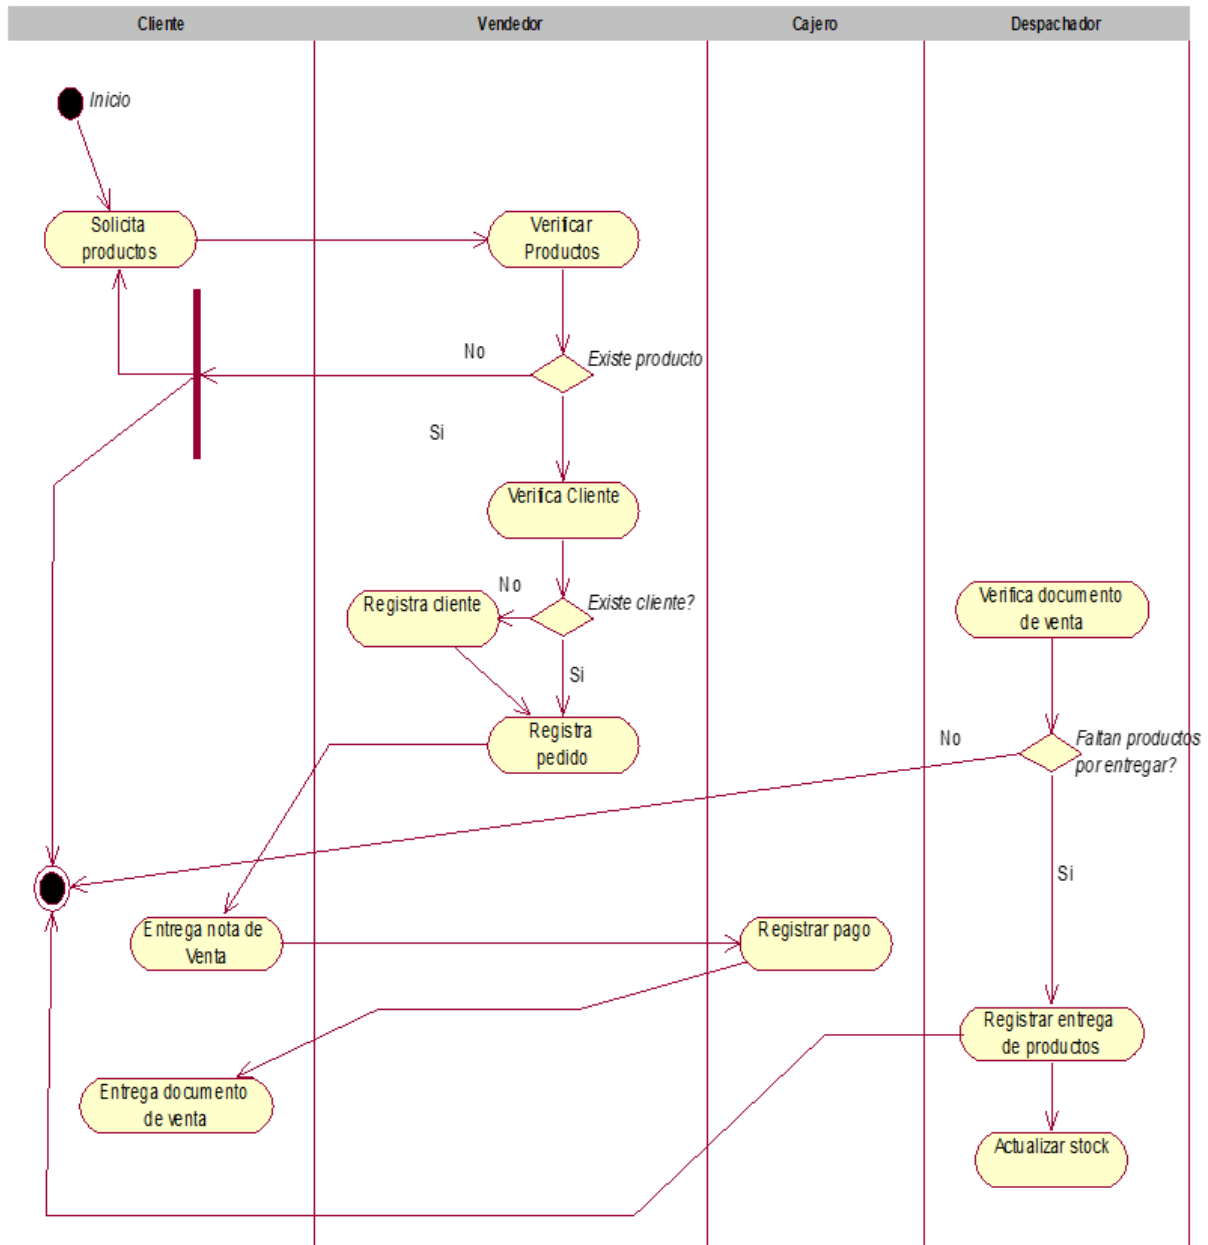 Cliente
Vendedor
Cajero
Despachador
Inicio
Solicita
productos
Verificar
Productos
No
Existe producto
Si
Verifica Cliente
No
Existe cliente?
Registra cliente
Si
Registra
pedido
Verifica documento
de venta
No
Faltan productos
por entregar?
Si
Entrega nota de
Venta
Registrar pago
Registrar entrega
de productos
Entrega documento
de venta
Actualizar stock